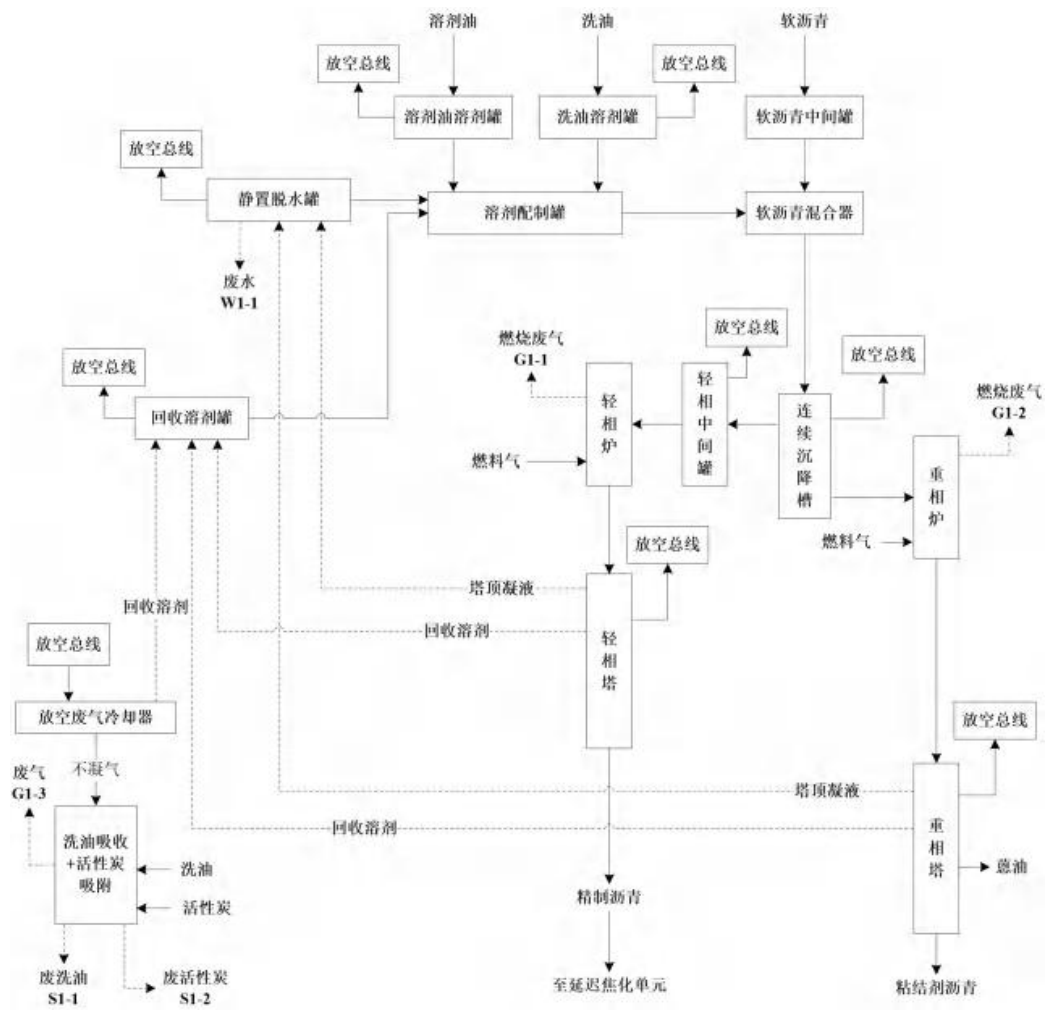 溶剂油
洗油
软沥青
放空总线
放空总线
溶剂油溶剂罐
洗油溶剂罐
软沥青中间罐
放空总线
静置脱水罐
溶剂配制罐
软沥青混合器
废水
W1-1
放空总线
燃烧废气
G1-1
放空总线
放空总线
燃烧废气
G1-2
回收溶剂罐
轻相炉
轻相中间罐
连续沉降槽
重相炉
燃料气
燃料气
放空总线
塔顶凝液
回收溶剂
回收溶剂
轻相塔
放空总线
放空废气冷却器
放空总线
不凝气
废气
G1-3
塔顶凝液
回收溶剂
重相塔
洗油吸收
+活性炭
吸附
洗油
活性炭
蒽油
精制沥青
废洗油
S1-1
废活性炭
S1-2
至延迟焦化单元
粘结剂沥青